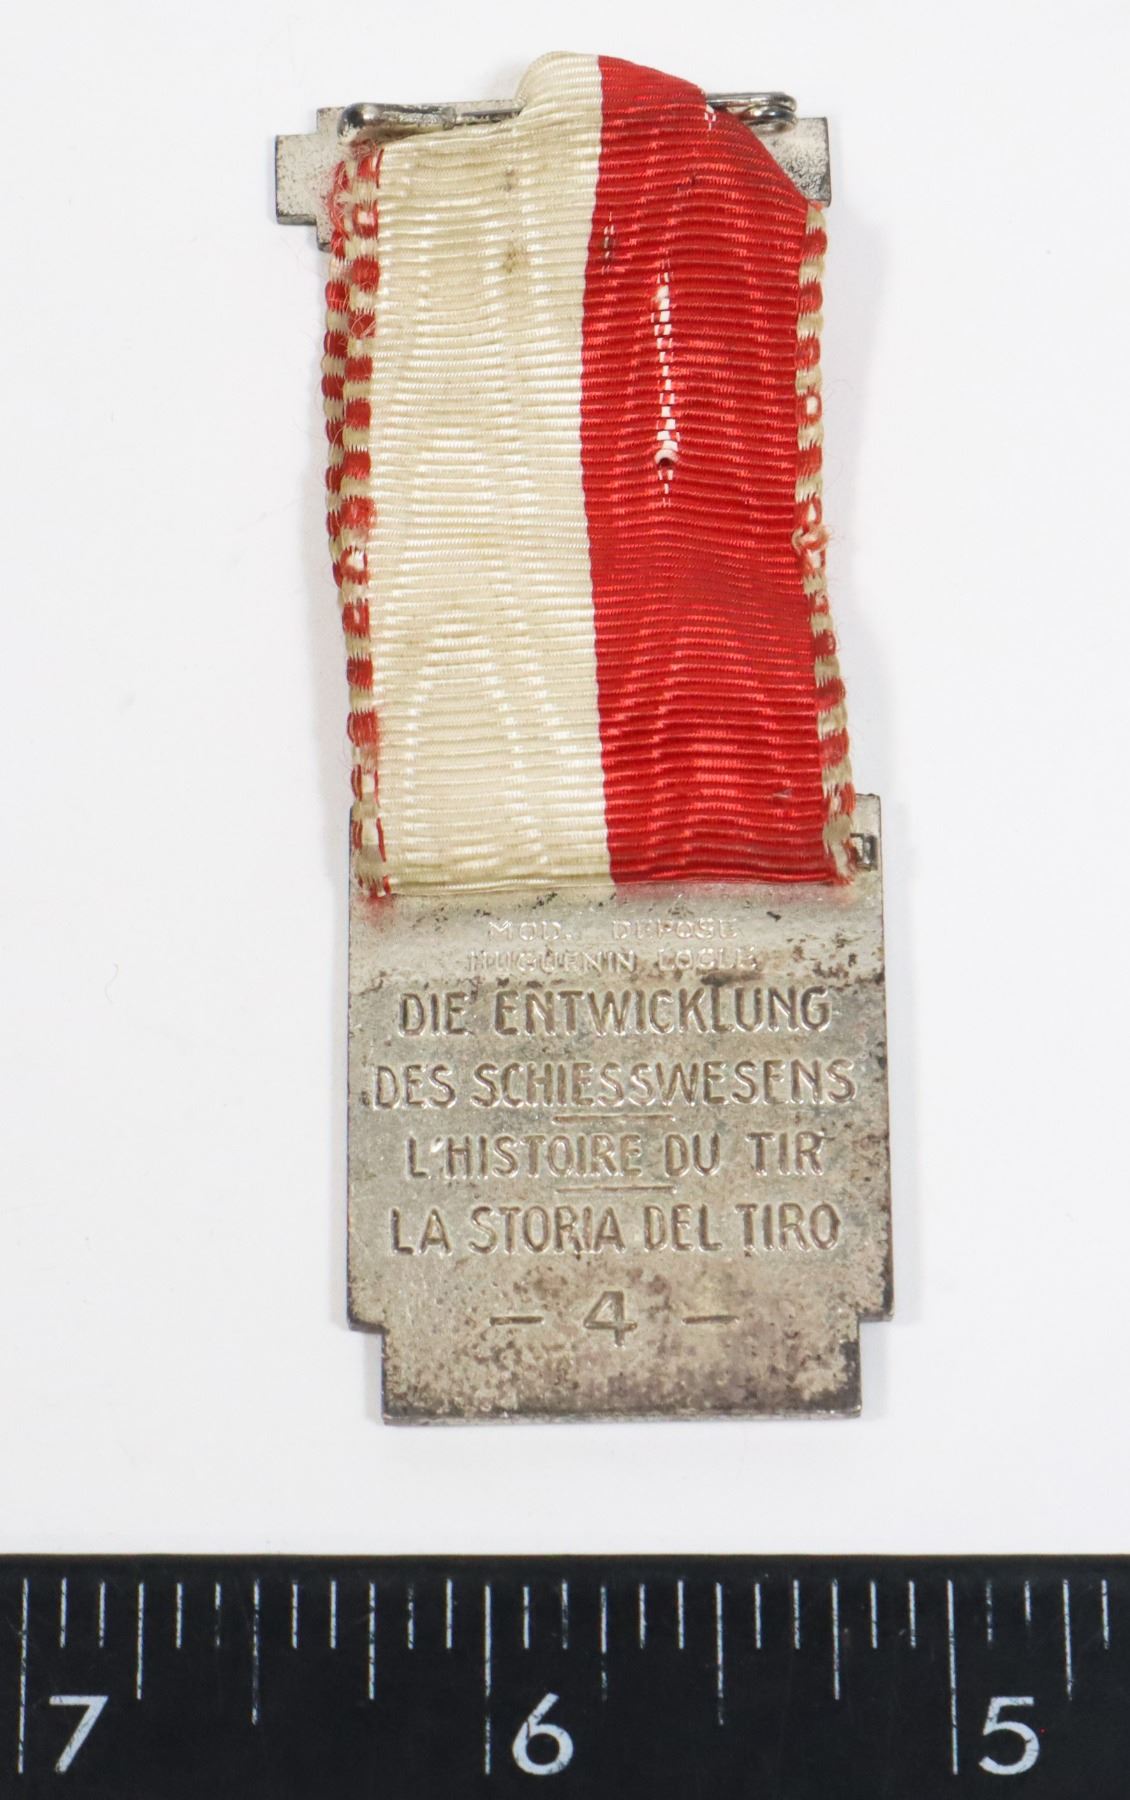 MOD. DEPOSE
HUGUENIN LOCLE
DIE ENTWICKLUNG
DES SCHIESSWESENS
L'HISTOIRE DU TIR
LA STORIA DEL TIRO
- 4 -
7 6 5